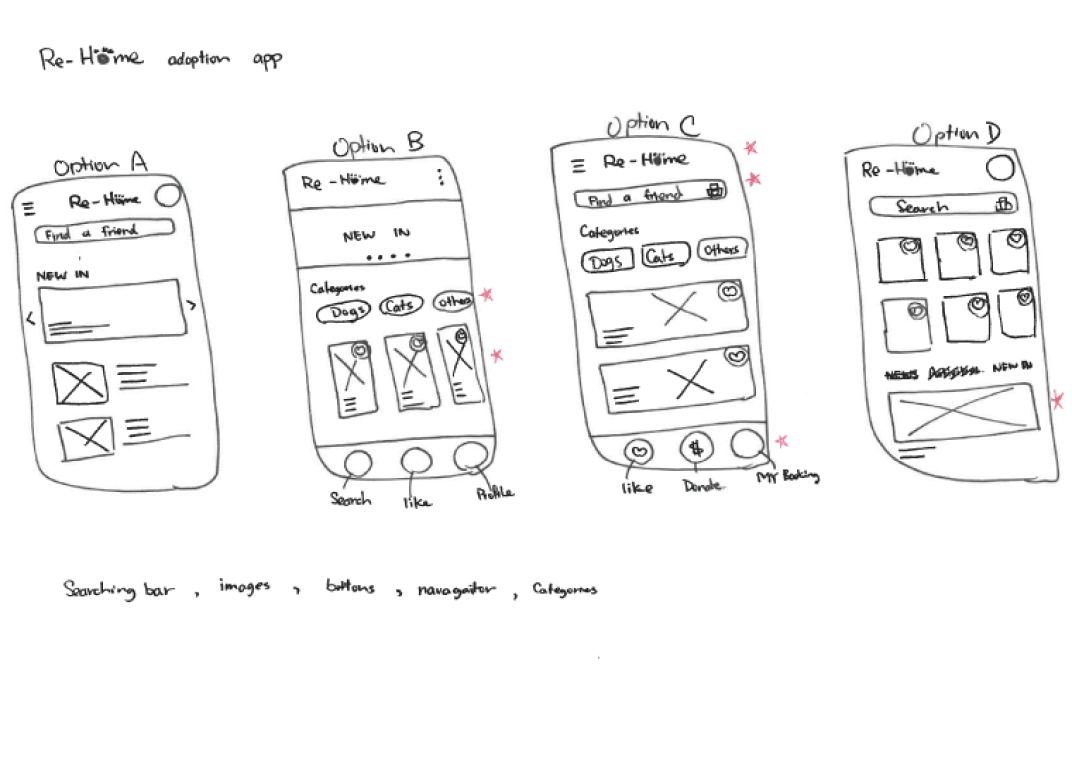 Re-Home adoption app
Option A
Re-Home
Find a friend
NEW IN
<
>
Option B
Re-Home
NEW IN
Categories
Dogs
Cats
Others
Search
like
Profile
Option C
Re-Home
Find a friend
Categories
Dogs
Cats
Others
$
like
Donate
My Booking
Option D
Re-Home
Search
NEWS
NEW IN
Searching bar , images , buttons , navagaitor , Categories